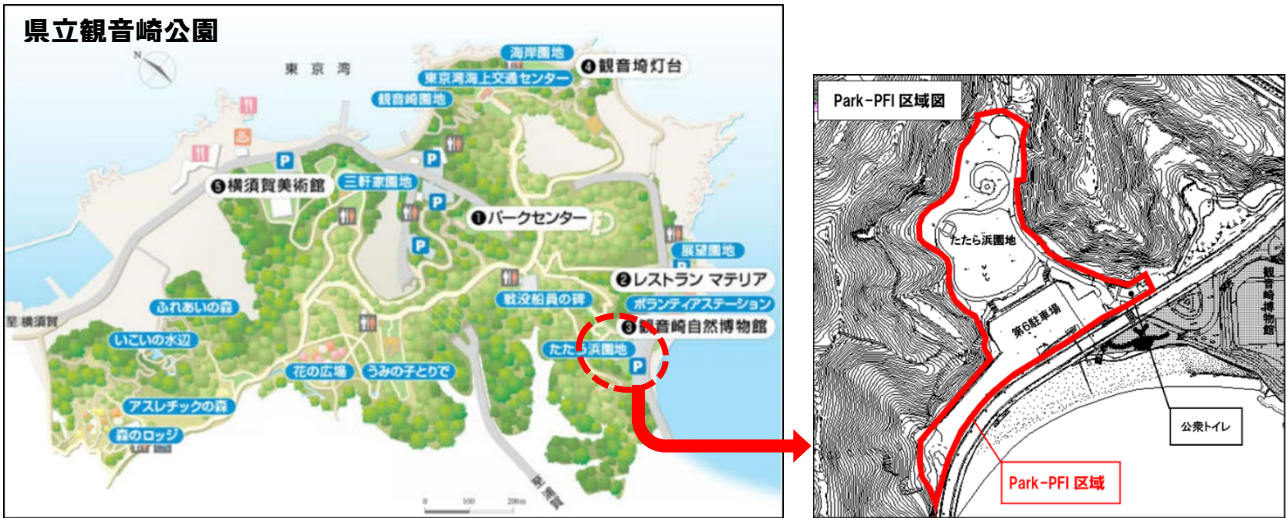 県立観音崎公園
N
東京湾
海岸園地
❹観音埼灯台
東京湾海上交通センター
観音崎園地
P
P
❺横須賀美術館
三軒家園地
P
❶パークセンター
P
展望園地
❷レストラン マテリア
戦没船員の碑
ボランティアステーション
ふれあいの森
❸観音崎自然博物館
至 横須賀
いこいの水辺
たたら浜園地
P
花の広場
うみの子とりで
アスレチックの森
森のロッジ
至 浦賀
0 100 200m
Park-PFI 区域図
たたら浜園地
第6駐車場
観音崎博物館
公衆トイレ
Park-PFI 区域